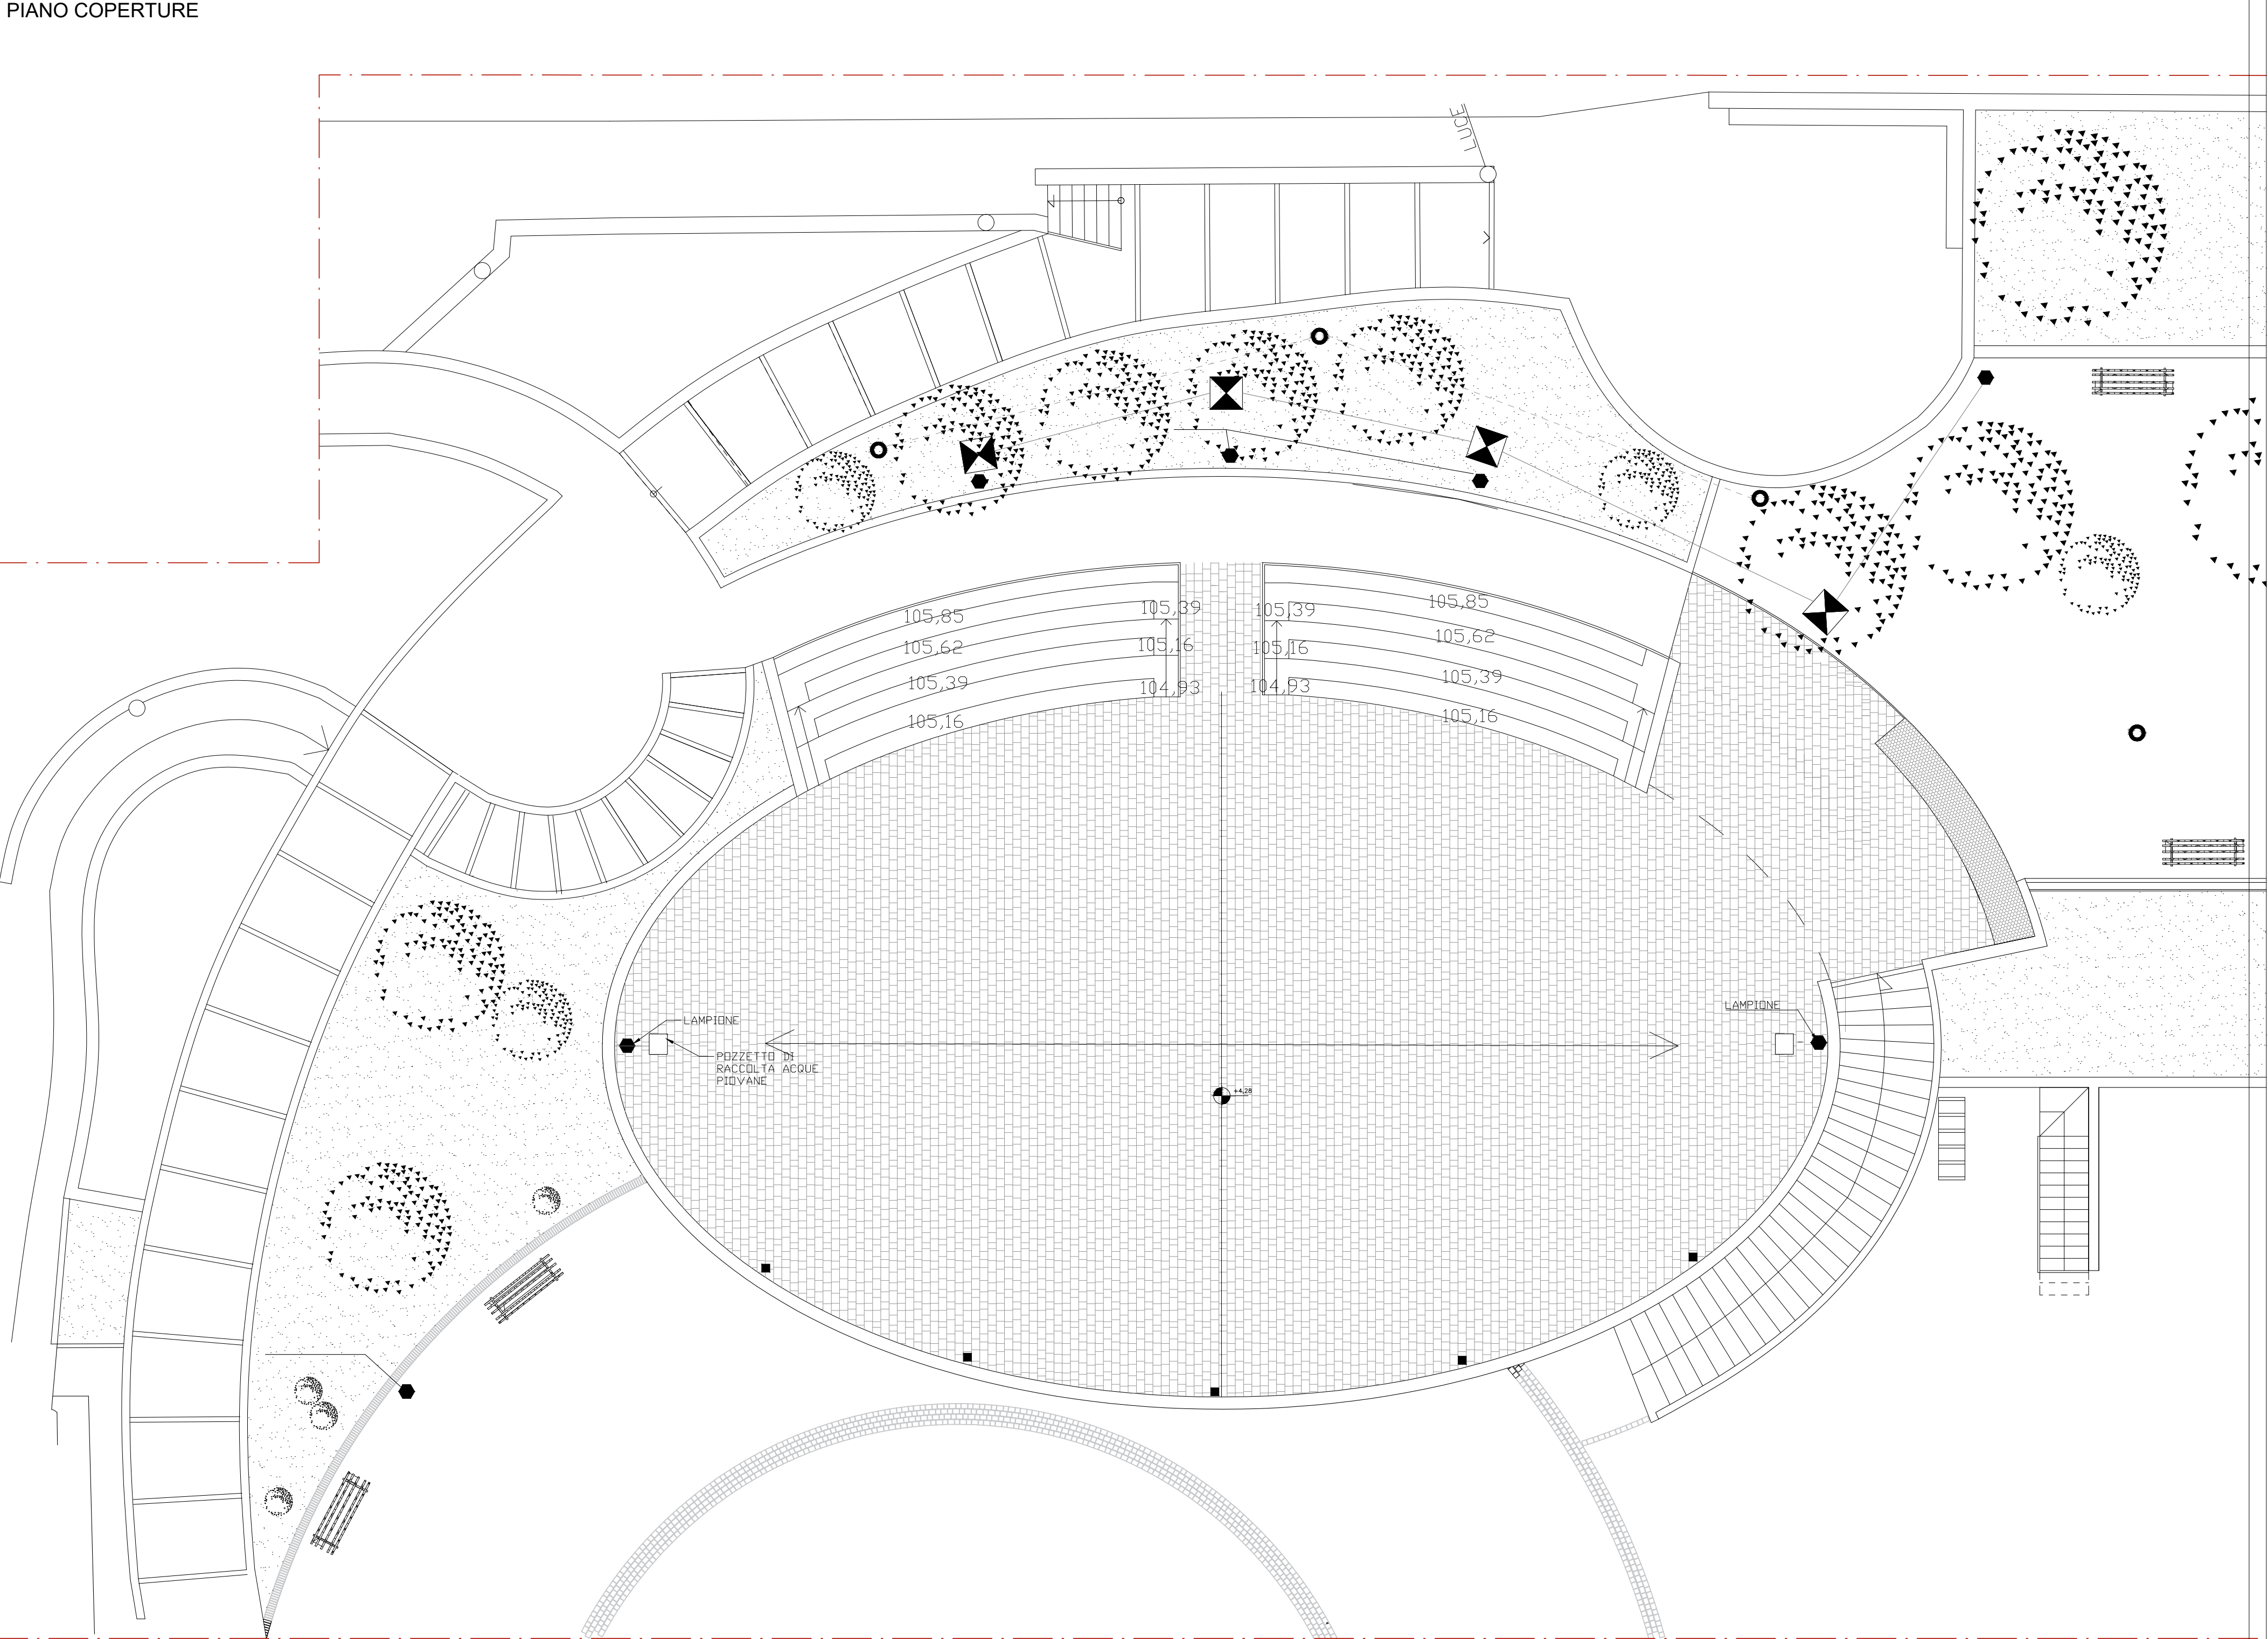 PIANO COPERTURE
LUCE
105,85
105,39
105,39
105,85
105,62
105,16
105,16
105,62
105,39
104,93
104,93
105,39
105,16
105,16
LAMPIONE
LAMPIONE
POZZETTO DI
RACCOLTA ACQUE
PIOVANE
+4,28